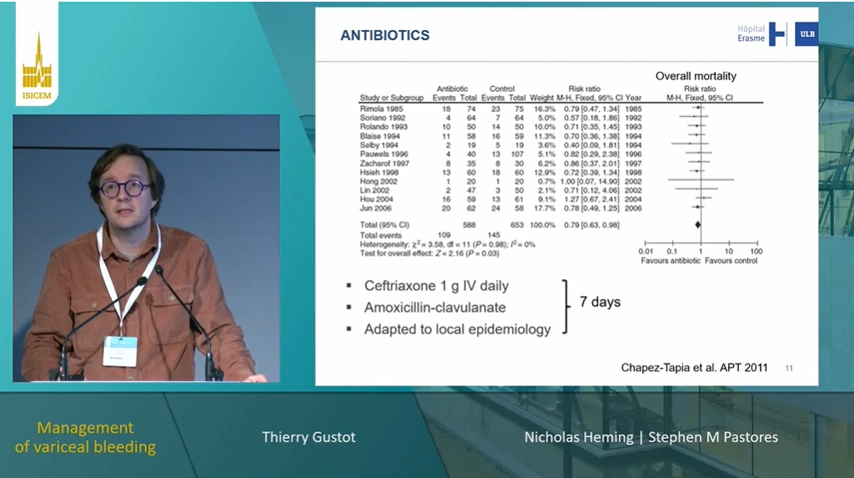 ISICEM
ANTIBIOTICS
Hôpital
Erasme
ULB
Overall mortality
Antibiotic Control Risk ratio Risk ratio
Study or Subgroup Events Total Events Total Weight M-H, Fixed, 95% CI Year M-H, Fixed, 95% CI
Rimola 1985 18 74 23 75 16.3% 0.79 [0.47, 1.34] 1985
Soriano 1992 4 64 7 64 5.0% 0.57 [0.18, 1.86] 1992
Rolando 1993 10 50 14 50 10.0% 0.71 [0.35, 1.45] 1993
Blaise 1994 11 58 16 59 11.3% 0.70 [0.36, 1.38] 1994
Selby 1994 2 19 5 19 3.5% 0.40 [0.09, 1.81] 1994
Pauwels 1996 4 40 13 107 5.1% 0.82 [0.29, 2.38] 1996
Zacharof 1997 8 35 8 30 6.0% 0.86 [0.37, 2.01] 1997
Hsieh 1998 13 60 18 60 12.9% 0.72 [0.39, 1.34] 1998
Hong 2002 1 20 1 20 0.7% 1.00 [0.07, 14.90] 2002
Lin 2002 2 47 3 50 2.1% 0.71 [0.12, 4.06] 2002
Hou 2004 16 59 13 61 9.1% 1.27 [0.67, 2.41] 2004
Jun 2006 20 62 24 58 17.7% 0.78 [0.49, 1.25] 2006
Total (95% CI) 588 653 100.0% 0.79 [0.63, 0.98]
Total events 109 145
Heterogeneity: χ² = 3.58, df = 11 (P = 0.98); I² = 0%
Test for overall effect: Z = 2.16 (P = 0.03)
0.01 0.1 1 10 100
Favours antibiotic Favours control
Ceftriaxone 1 g IV daily
Amoxicillin-clavulanate
Adapted to local epidemiology
7 days
Chapez-Tapia et al. APT 2011
11
Management
of variceal bleeding
Thierry Gustot
Nicholas Heming | Stephen M Pastores